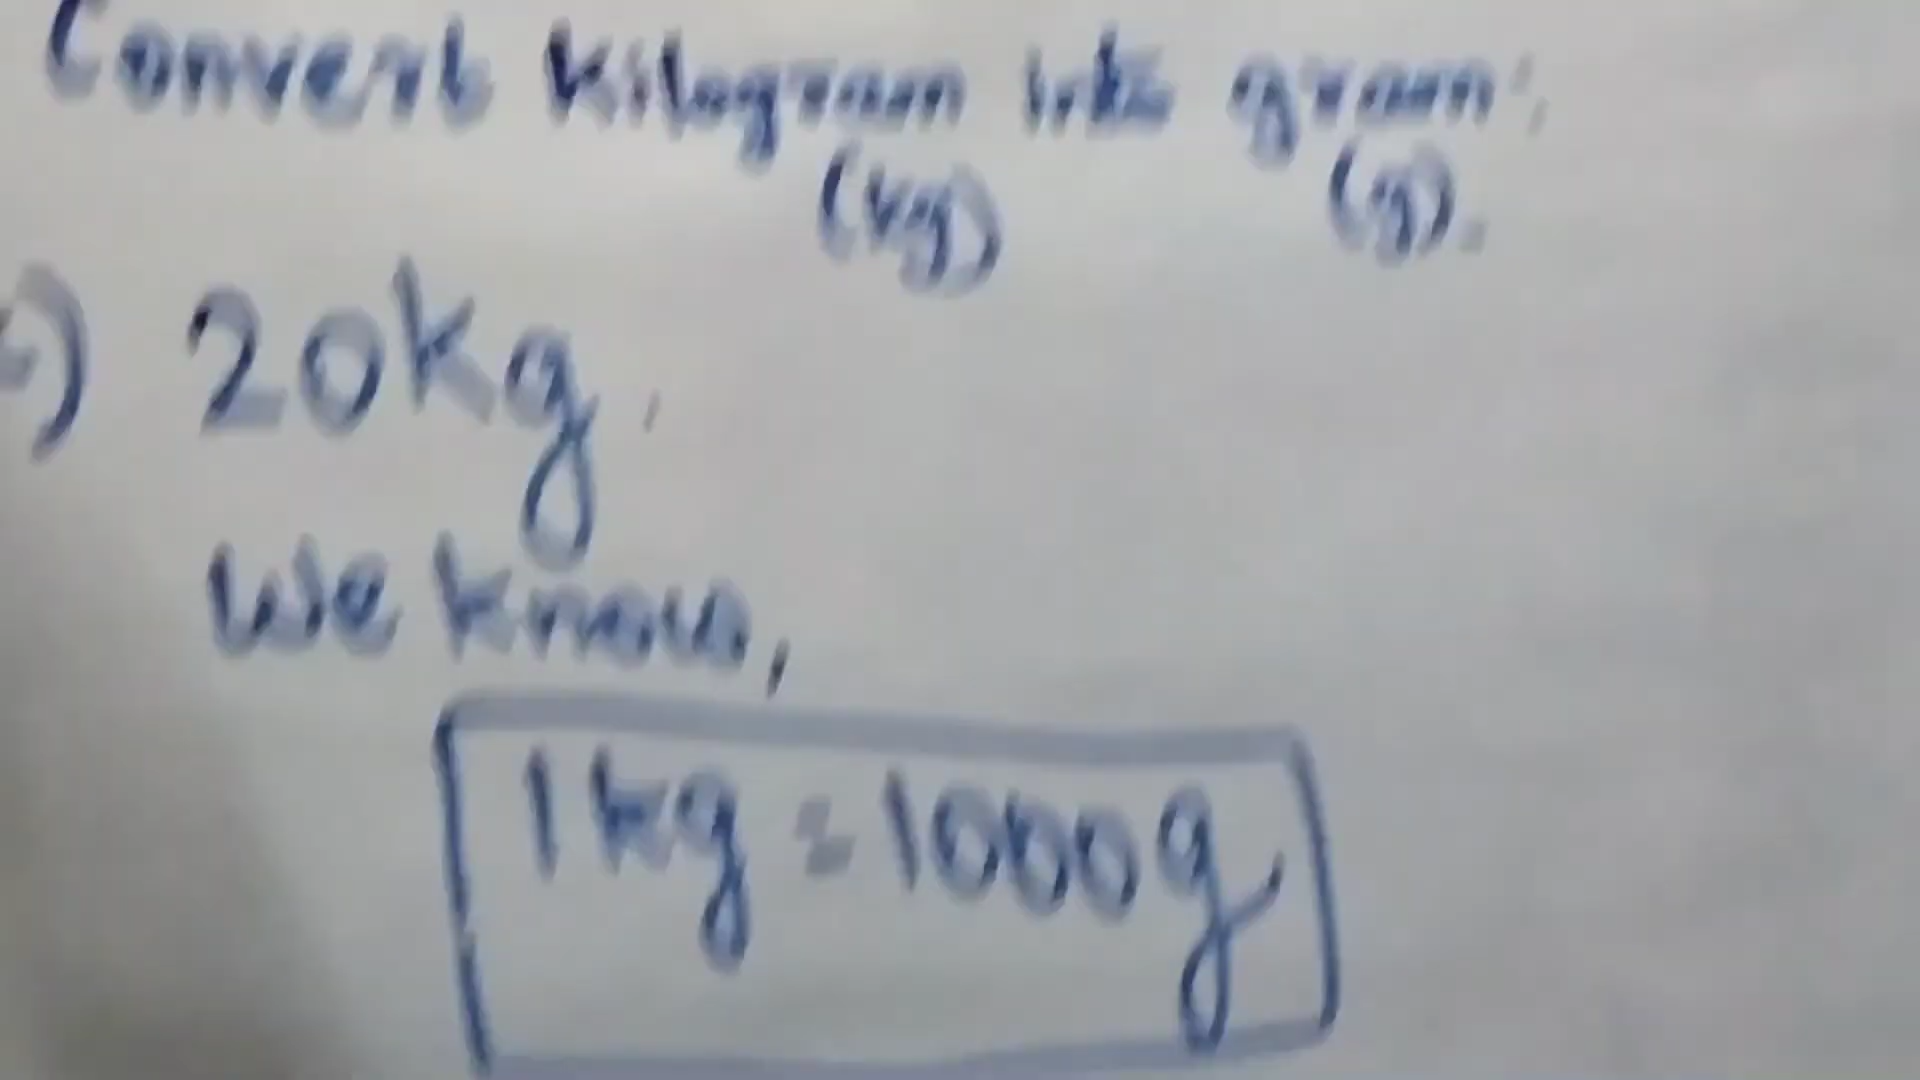 Convert kilogram into gram:
(kg) (g).
) 20kg.
We know,
1kg = 1000g